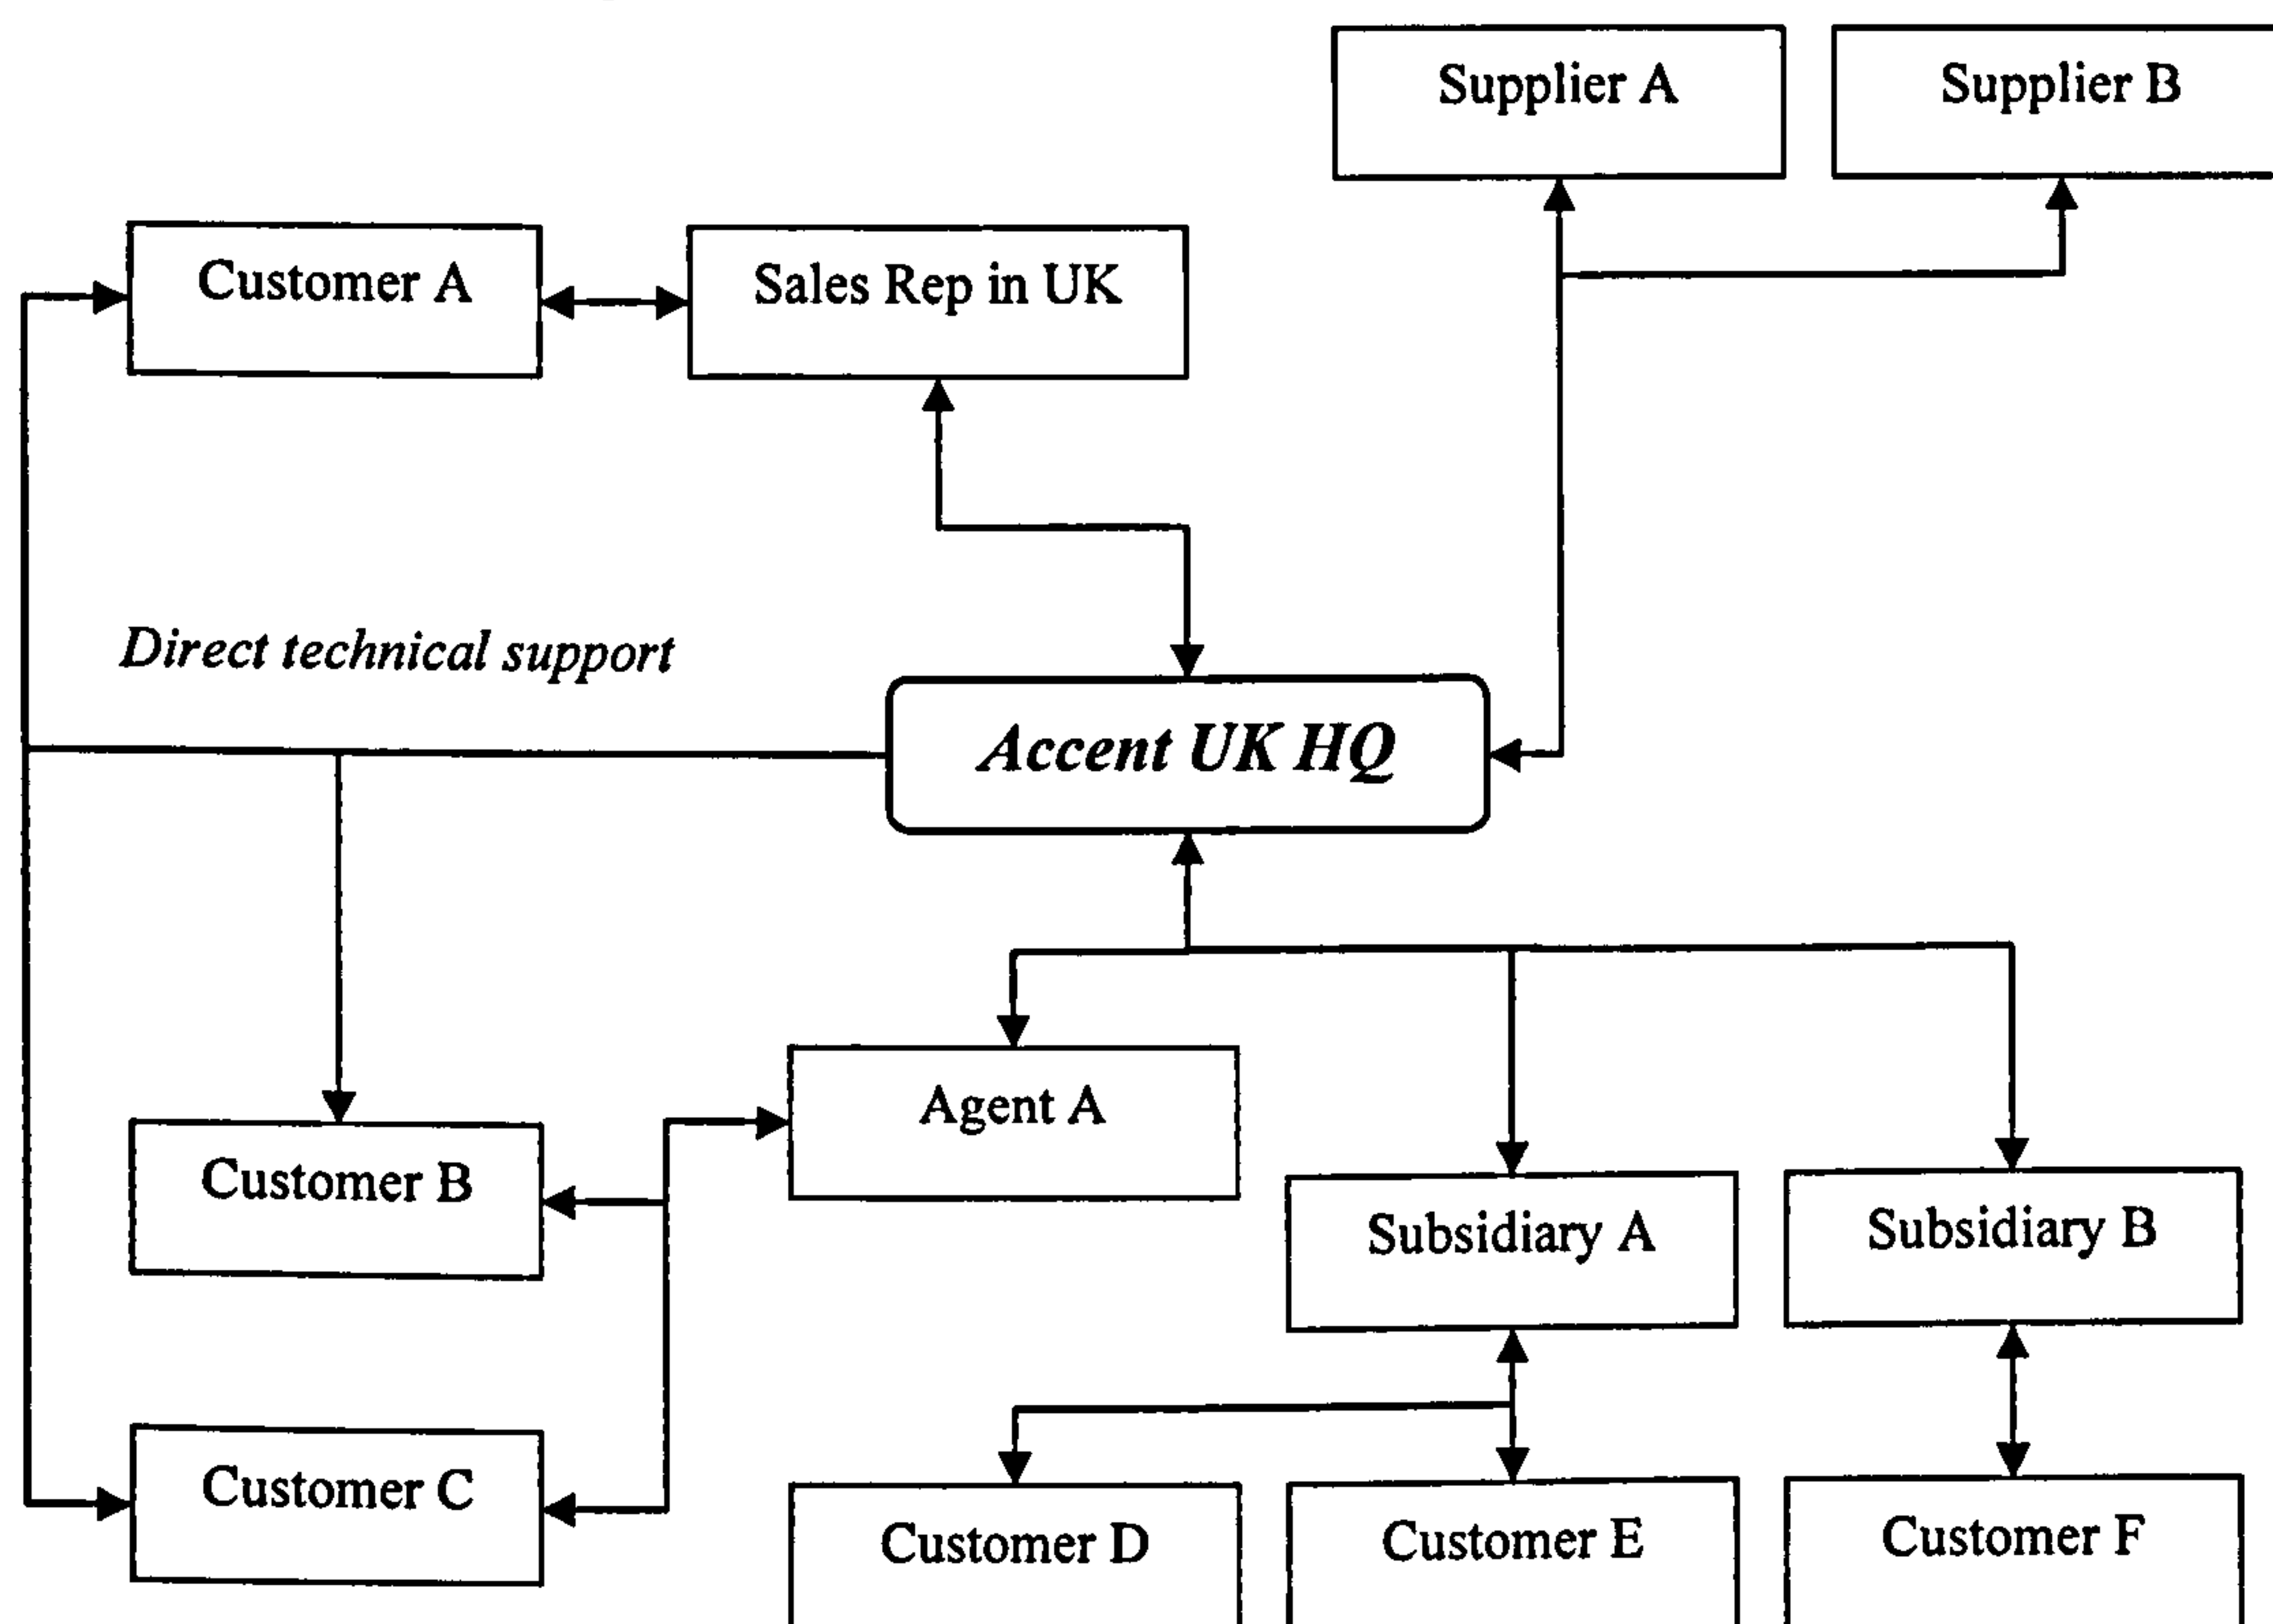 Supplier A
Supplier B
Customer A
Sales Rep in UK
Direct technical support
Accent UK HQ
Agent A
Customer B
Subsidiary A
Subsidiary B
Customer C
Customer D
Customer E
Customer F